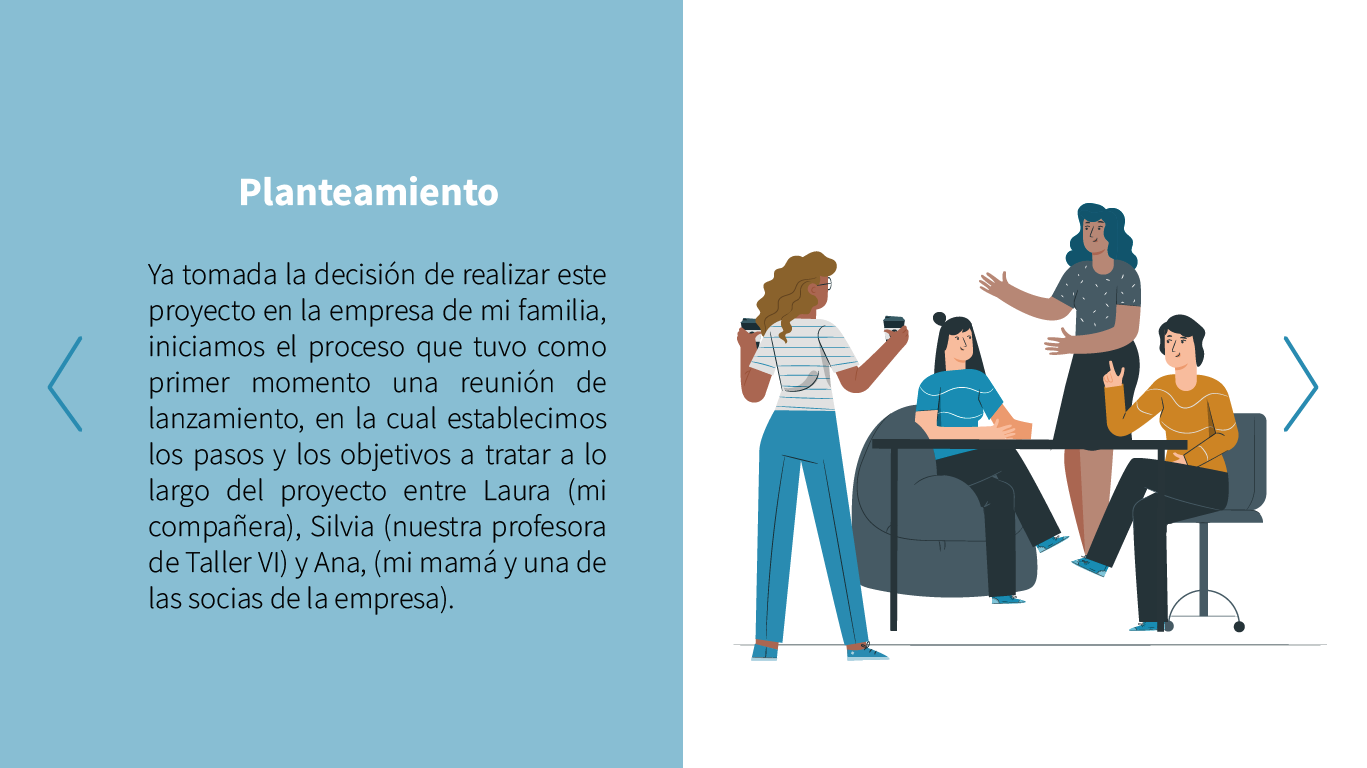 Planteamiento
Ya tomada la decisión de realizar este
proyecto en la empresa de mi familia,
iniciamos el proceso que tuvo como
primer momento una reunión de
lanzamiento, en la cual establecimos
los pasos y los objetivos a tratar a lo
largo del proyecto entre Laura (mi
compañera), Silvia (nuestra profesora
de Taller VI) y Ana, (mi mamá y una de
las socias de la empresa).